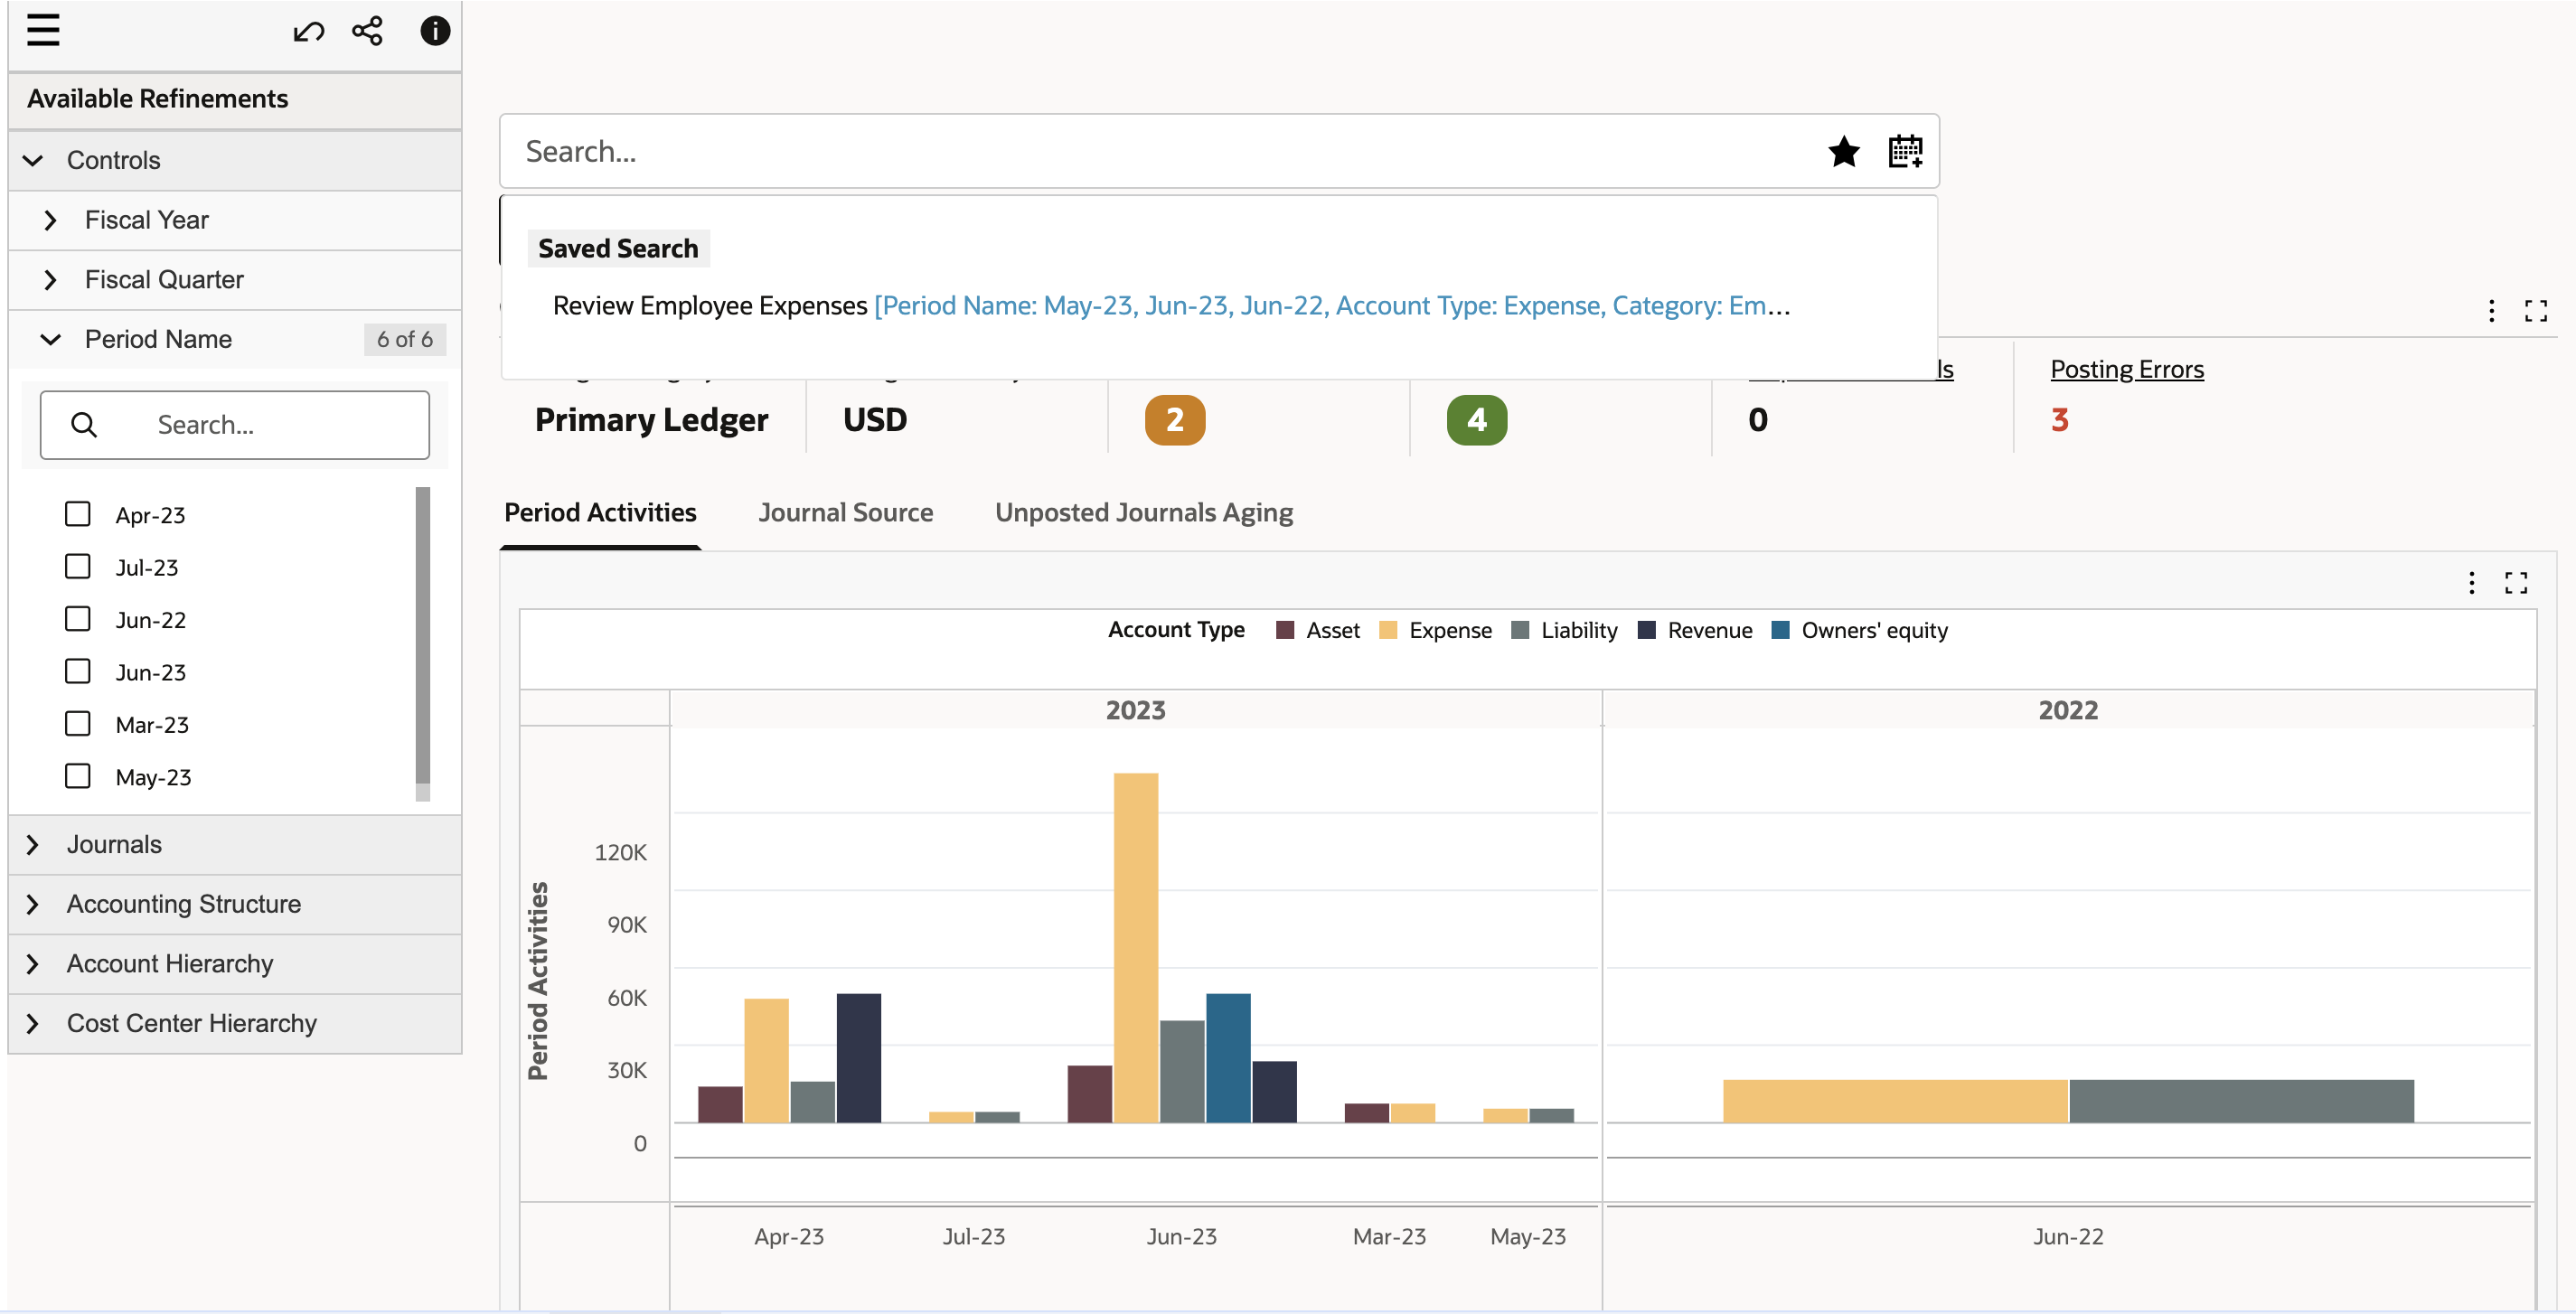 Available Refinements
Controls
Fiscal Year
Fiscal Quarter
Period Name 6 of 6
Search...
Apr-23
Jul-23
Jun-22
Jun-23
Mar-23
May-23
Journals
Accounting Structure
Account Hierarchy
Cost Center Hierarchy
Search...
Saved Search
Review Employee Expenses [Period Name: May-23, Jun-23, Jun-22, Account Type: Expense, Category: Em...
Posting Errors
Primary Ledger USD 2 4 0 3
Period Activities Journal Source Unposted Journals Aging
Account Type Asset Expense Liability Revenue Owners' equity
2023 2022
Period Activities
120K
90K
60K
30K
0
Apr-23 Jul-23 Jun-23 Mar-23 May-23 Jun-22